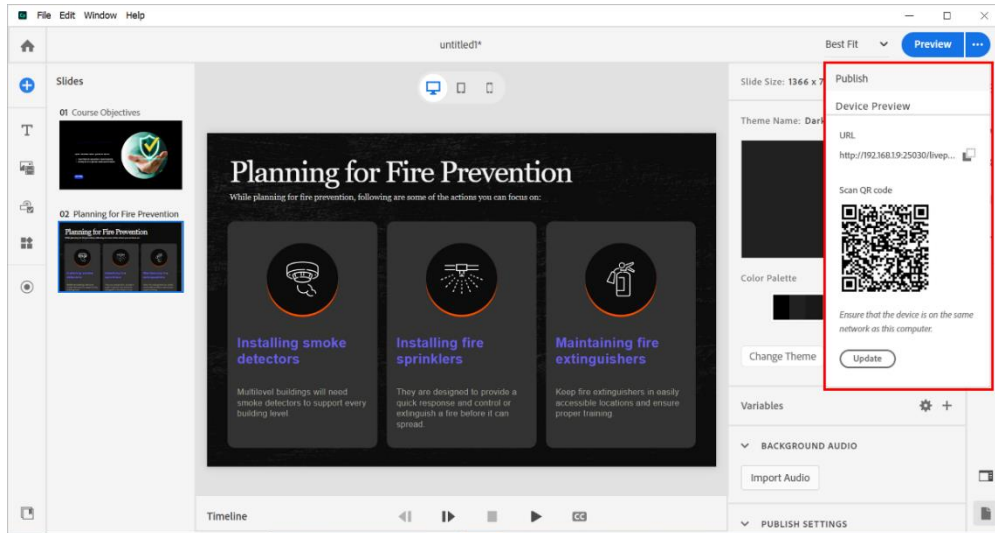 File Edit Window Help
untitled1*
Best Fit
Preview
Slides
01 Course Objectives
02 Planning for Fire Prevention
Planning for Fire Prevention
Planning for Fire Prevention
While planning for fire prevention, following are some of the actions you can focus on:
Installing smoke
detectors
Multilevel buildings will need
smoke detectors to support every
building level.
Installing fire
sprinklers
They are designed to provide a
quick response and control or
extinguish a fire before it can
spread.
Maintaining fire
extinguishers
Keep fire extinguishers in easily
accessible locations and ensure
proper training.
Timeline
CC
Slide Size: 1366 x 7
Theme Name: Dark
Color Palette
Change Theme
Variables
BACKGROUND AUDIO
Import Audio
PUBLISH SETTINGS
Publish
Device Preview
URL
http://192.168.1.9:25030/livep...
Scan QR code
Ensure that the device is on the same
network as this computer.
Update